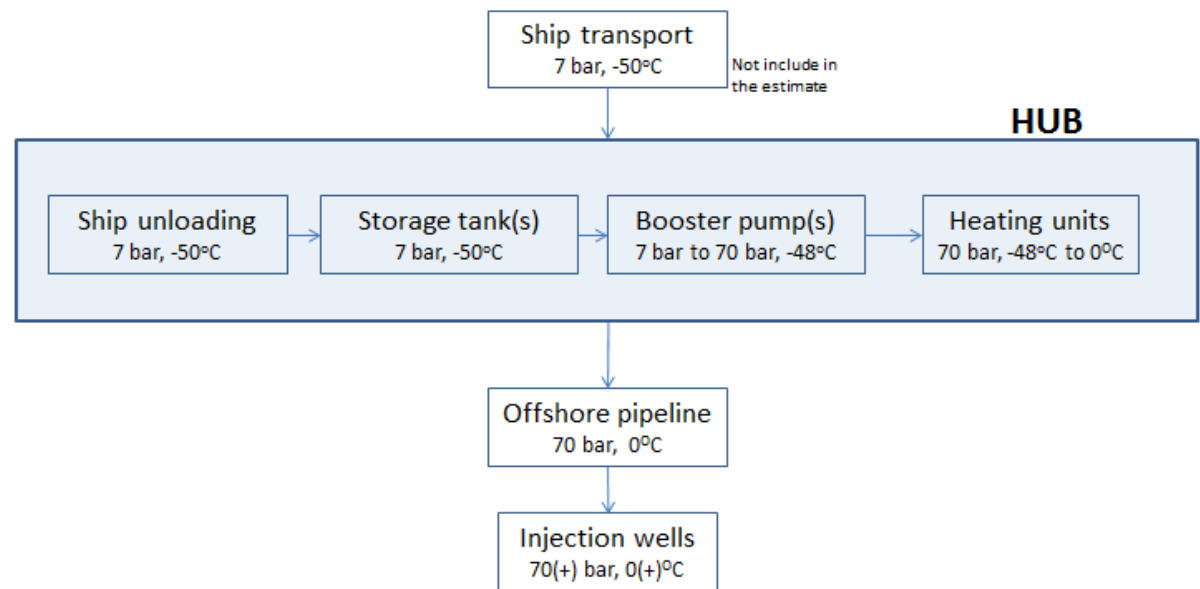 Ship transport
7 bar, -50ºC
Not include in
the estimate
HUB
Ship unloading
7 bar, -50ºC
Storage tank(s)
7 bar, -50ºC
Booster pump(s)
7 bar to 70 bar, -48ºC
Heating units
70 bar, -48ºC to 0ºC
Offshore pipeline
70 bar, 0ºC
Injection wells
70(+) bar, 0(+)ºC